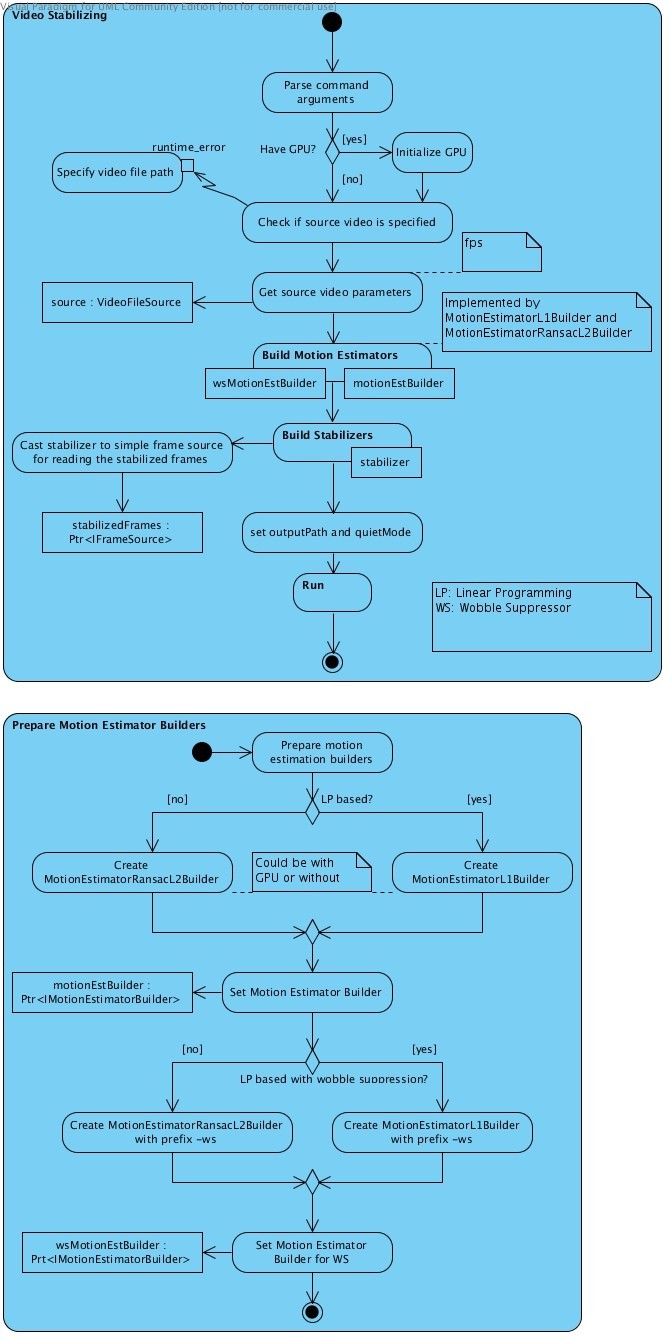 Visual Paradigm for UML Community Edition [not for commercial use]
Video Stabilizing
Parse command
arguments
Have GPU?
[yes]
Initialize GPU
[no]
runtime_error
Specify video file path
Check if source video is specified
fps
Get source video parameters
source : VideoFileSource
Implemented by
MotionEstimatorL1Builder and
MotionEstimatorRansacL2Builder
Build Motion Estimators
wsMotionEstBuilder
motionEstBuilder
Build Stabilizers
stabilizer
Cast stabilizer to simple frame source
for reading the stabilized frames
stabilizedFrames :
Ptr<IFrameSource>
set outputPath and quietMode
Run
LP: Linear Programming
WS: Wobble Suppressor
Prepare Motion Estimator Builders
Prepare motion
estimation builders
LP based?
[no]
[yes]
Create
MotionEstimatorRansacL2Builder
Could be with
GPU or without
Create
MotionEstimatorL1Builder
motionEstBuilder :
Ptr<IMotionEstimatorBuilder>
Set Motion Estimator Builder
[no]
[yes]
LP based with wobble suppression?
Create MotionEstimatorRansacL2Builder
with prefix -ws
Create MotionEstimatorL1Builder
with prefix -ws
wsMotionEstBuilder :
Prt<IMotionEstimatorBuilder>
Set Motion Estimator
Builder for WS